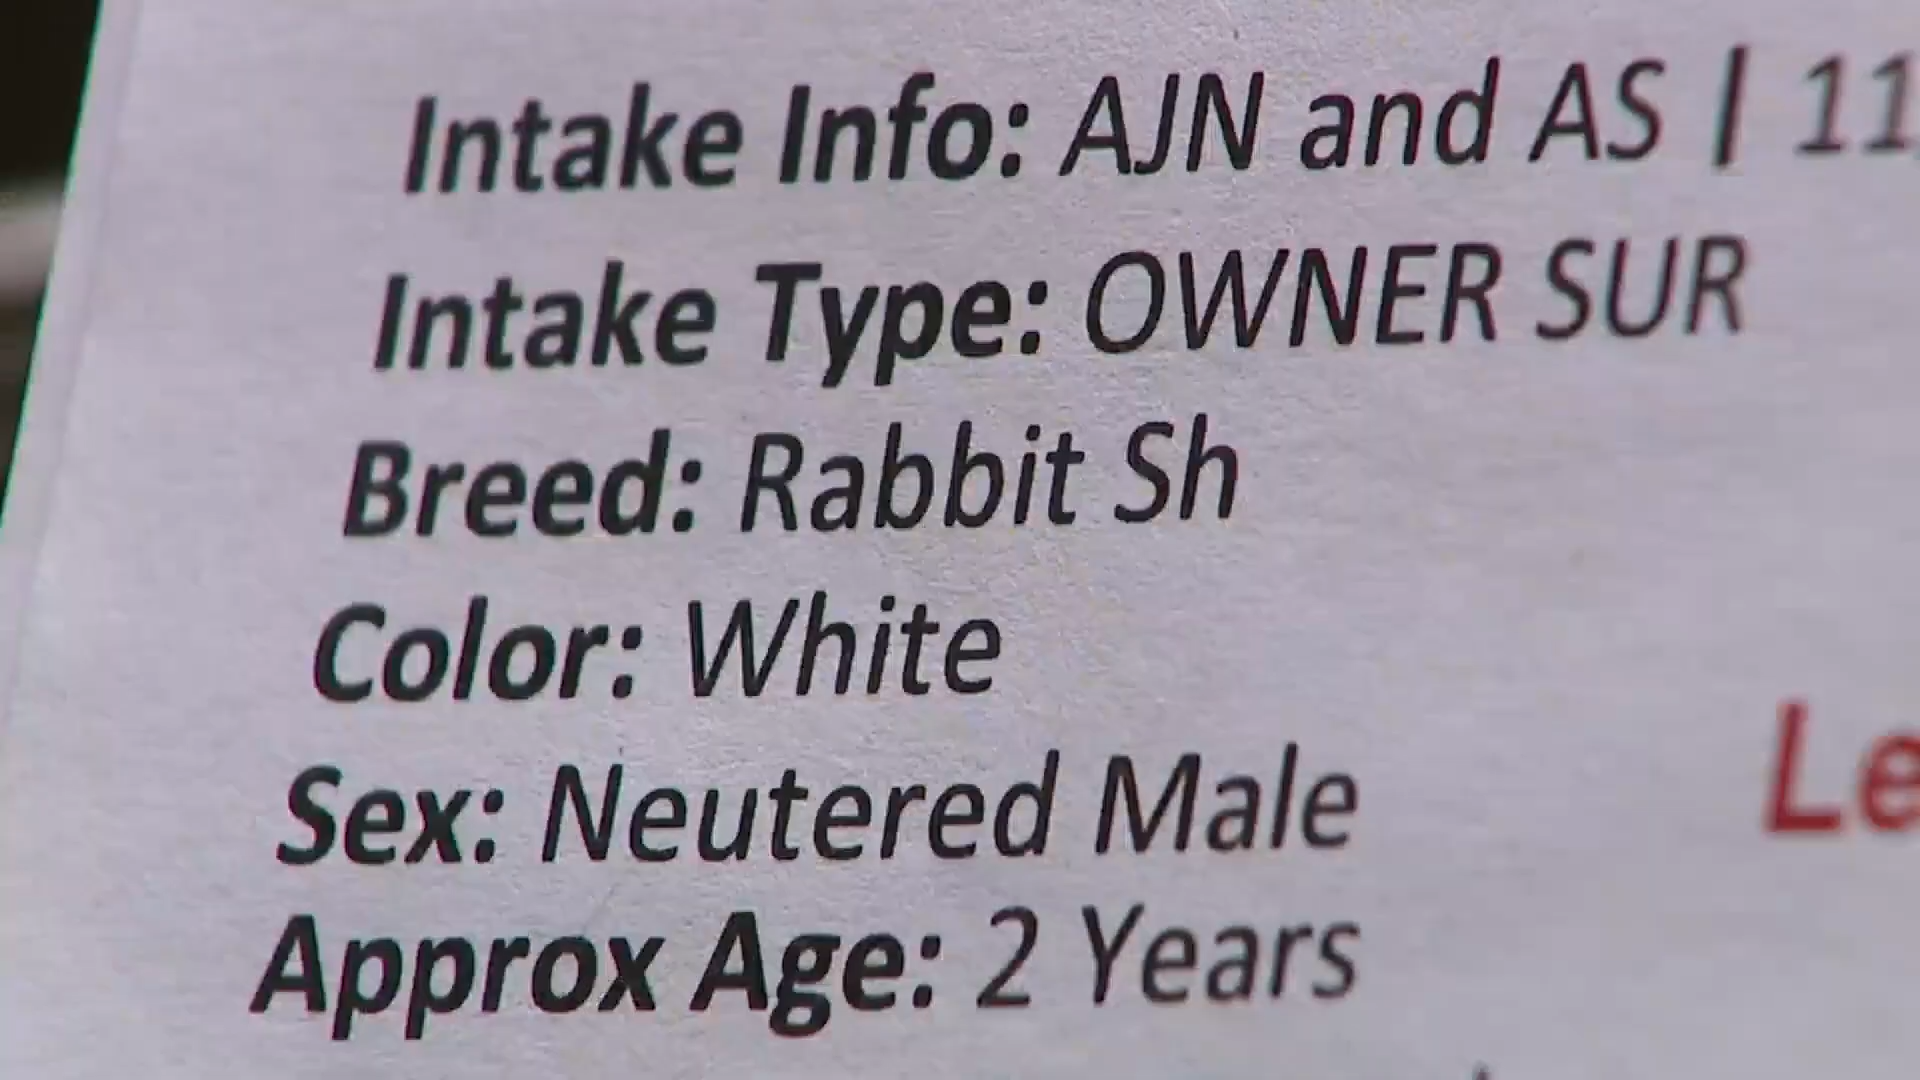 Intake Info: AJN and AS | 11
Intake Type: OWNER SUR
Breed: Rabbit Sh
Color: White
Le
Sex: Neutered Male
Approx Age: 2 Years